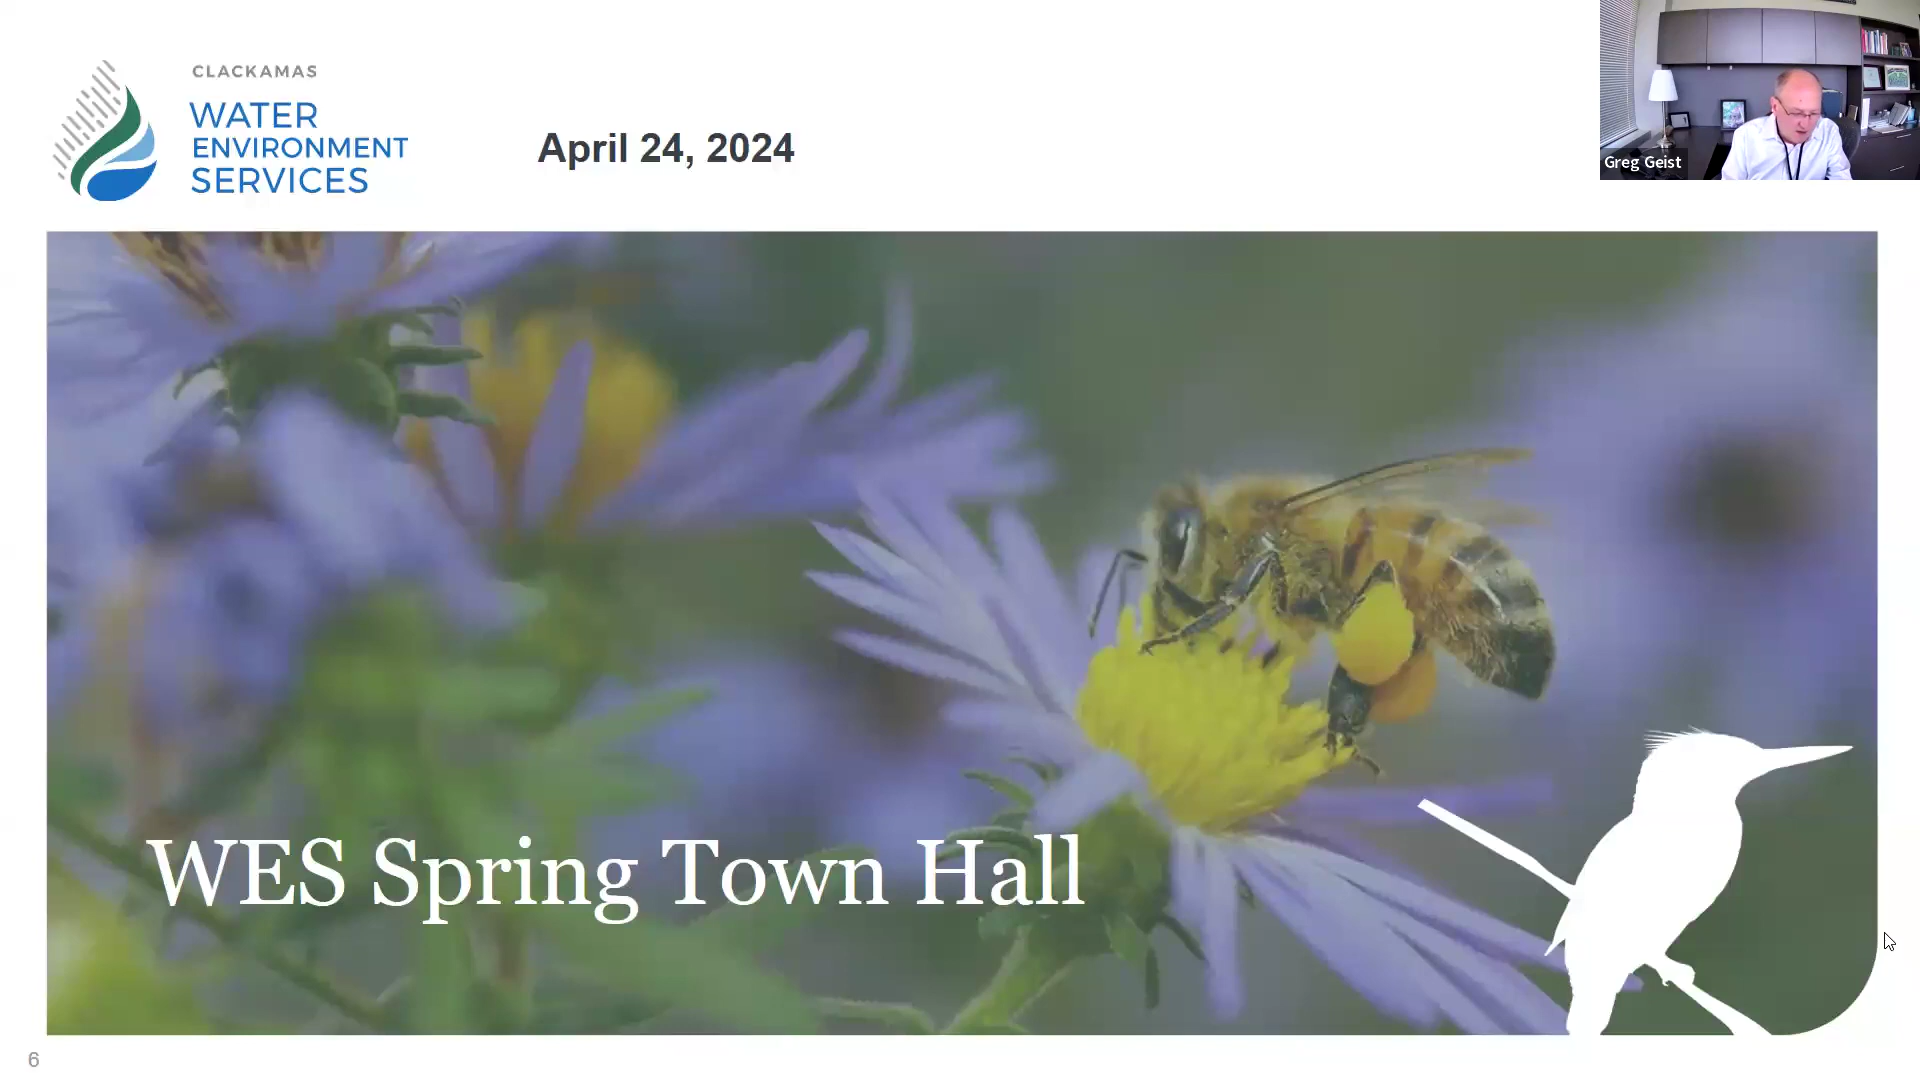 CLACKAMAS
WATER
ENVIRONMENT
SERVICES
April 24, 2024
Greg Geist
WES Spring Town Hall
6